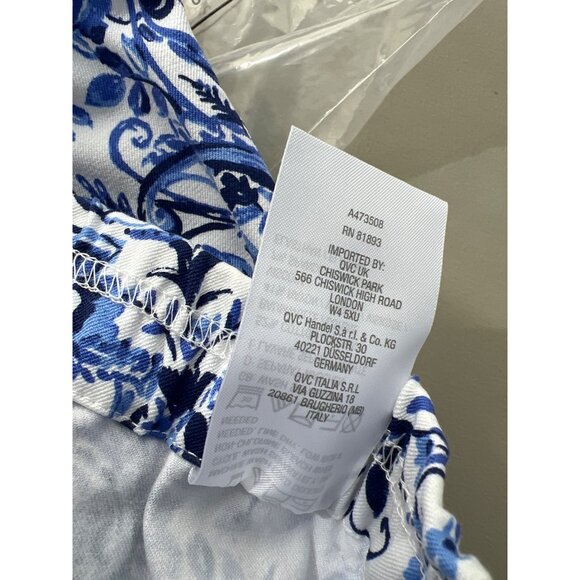 A473508
RN 81893
IMPORTED BY:
QVC UK
CHISWICK PARK
566 CHISWICK HIGH ROAD
LONDON
W4 5XU
QVC Handel S.à r.l. & Co. KG
PLOCKSTR. 30
40221 DÜSSELDORF
GERMANY
QVC ITALIA S.R.L
VIA GUZZINA 18
20861 BRUGHERIO (MB)
ITALY